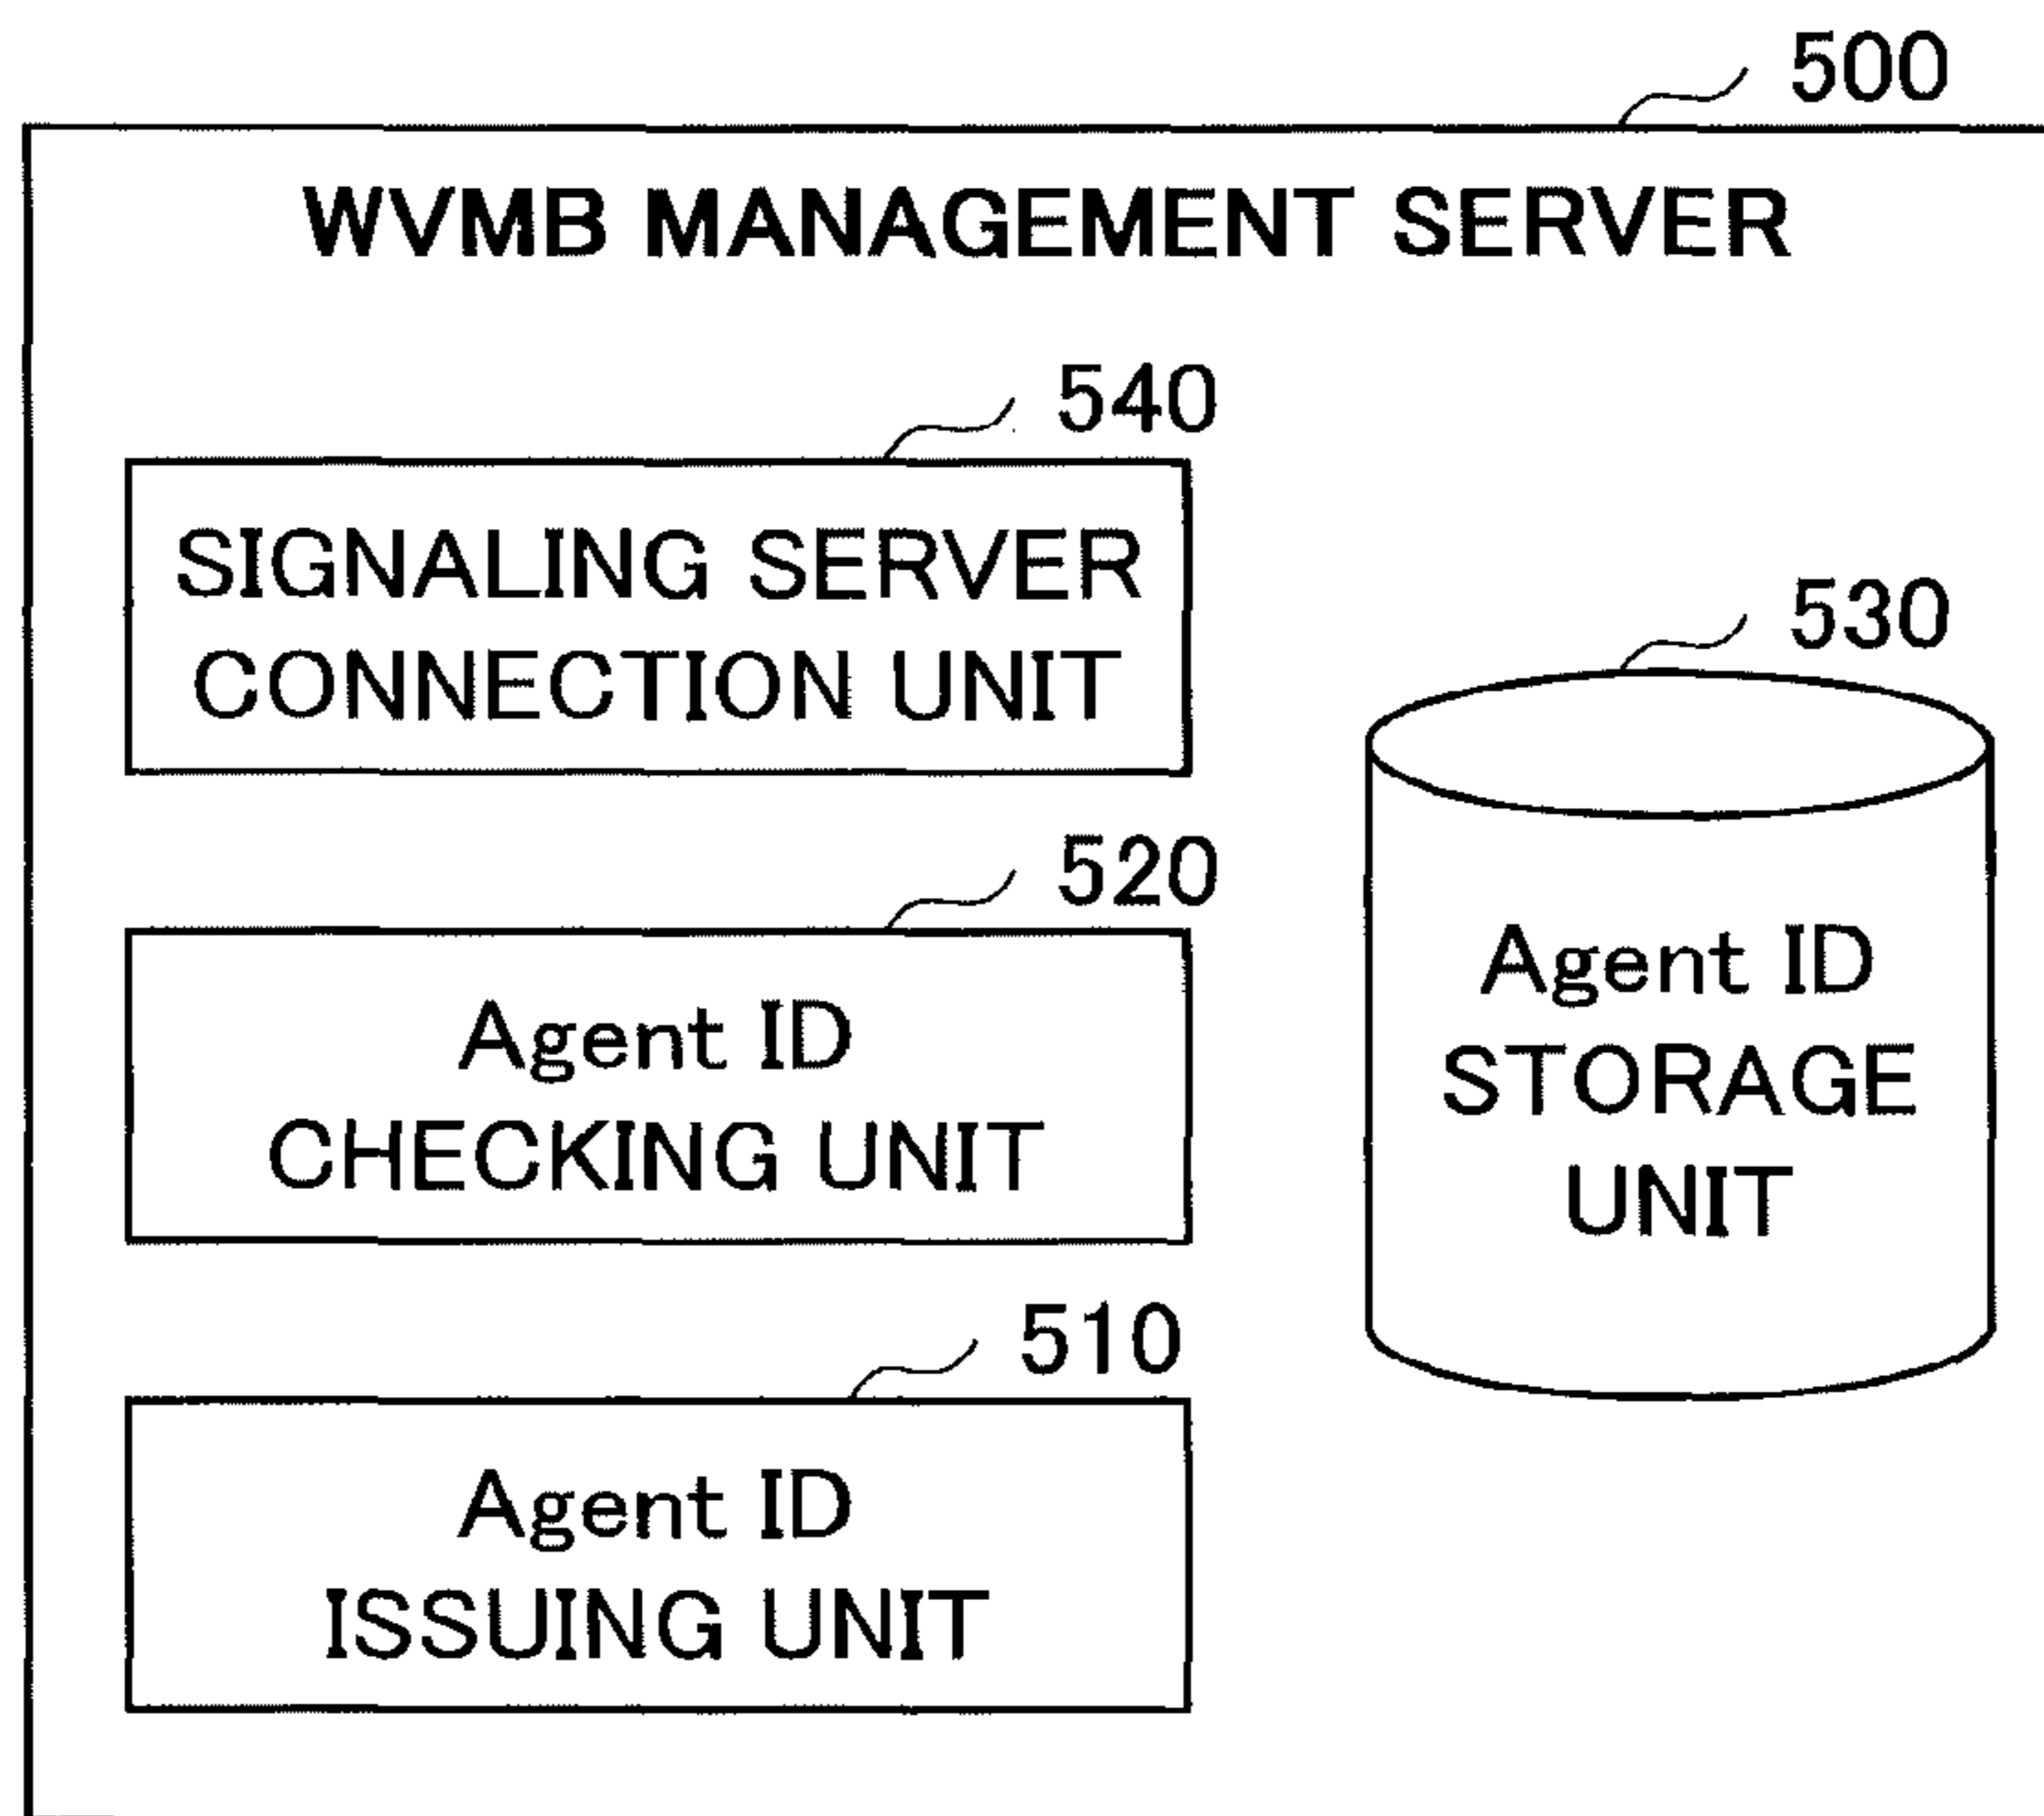 500
WVMB MANAGEMENT SERVER
540
SIGNALING SERVER
CONNECTION UNIT
530
520
Agent ID
CHECKING UNIT
Agent ID
STORAGE
UNIT
510
Agent ID
ISSUING UNIT